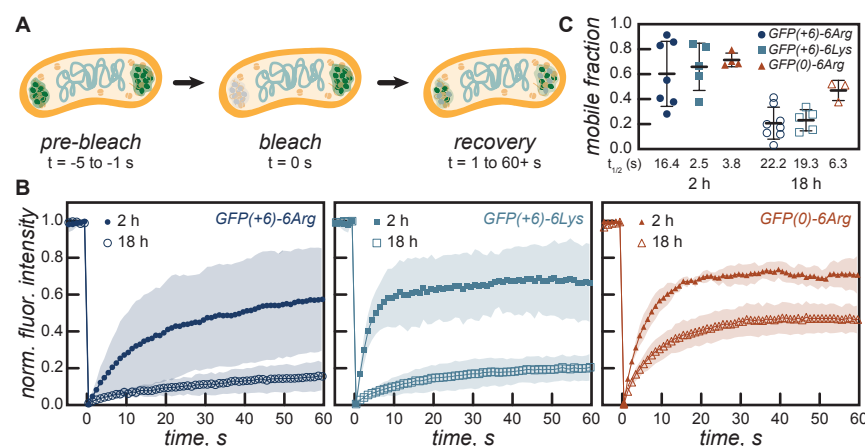 A
pre-bleach
t = -5 to -1 s
bleach
t = 0 s
recovery
t = 1 to 60+ s
C
mobile fraction
1.0
0.8
0.6
0.4
0.2
0.0
GFP(+6)-6Arg
GFP(+6)-6Lys
GFP(0)-6Arg
t1/2 (s)
16.4 2.5 3.8 22.2 19.3 6.3
2 h 18 h
B
norm. fluor. intensity
1.0
0.8
0.6
0.4
0.2
0.0
2 h
18 h
GFP(+6)-6Arg
0 10 20 30 40 50 60
time, s
2 h
18 h
GFP(+6)-6Lys
0 10 20 30 40 50 60
time, s
2 h
18 h
GFP(0)-6Arg
0 10 20 30 40 50 60
time, s